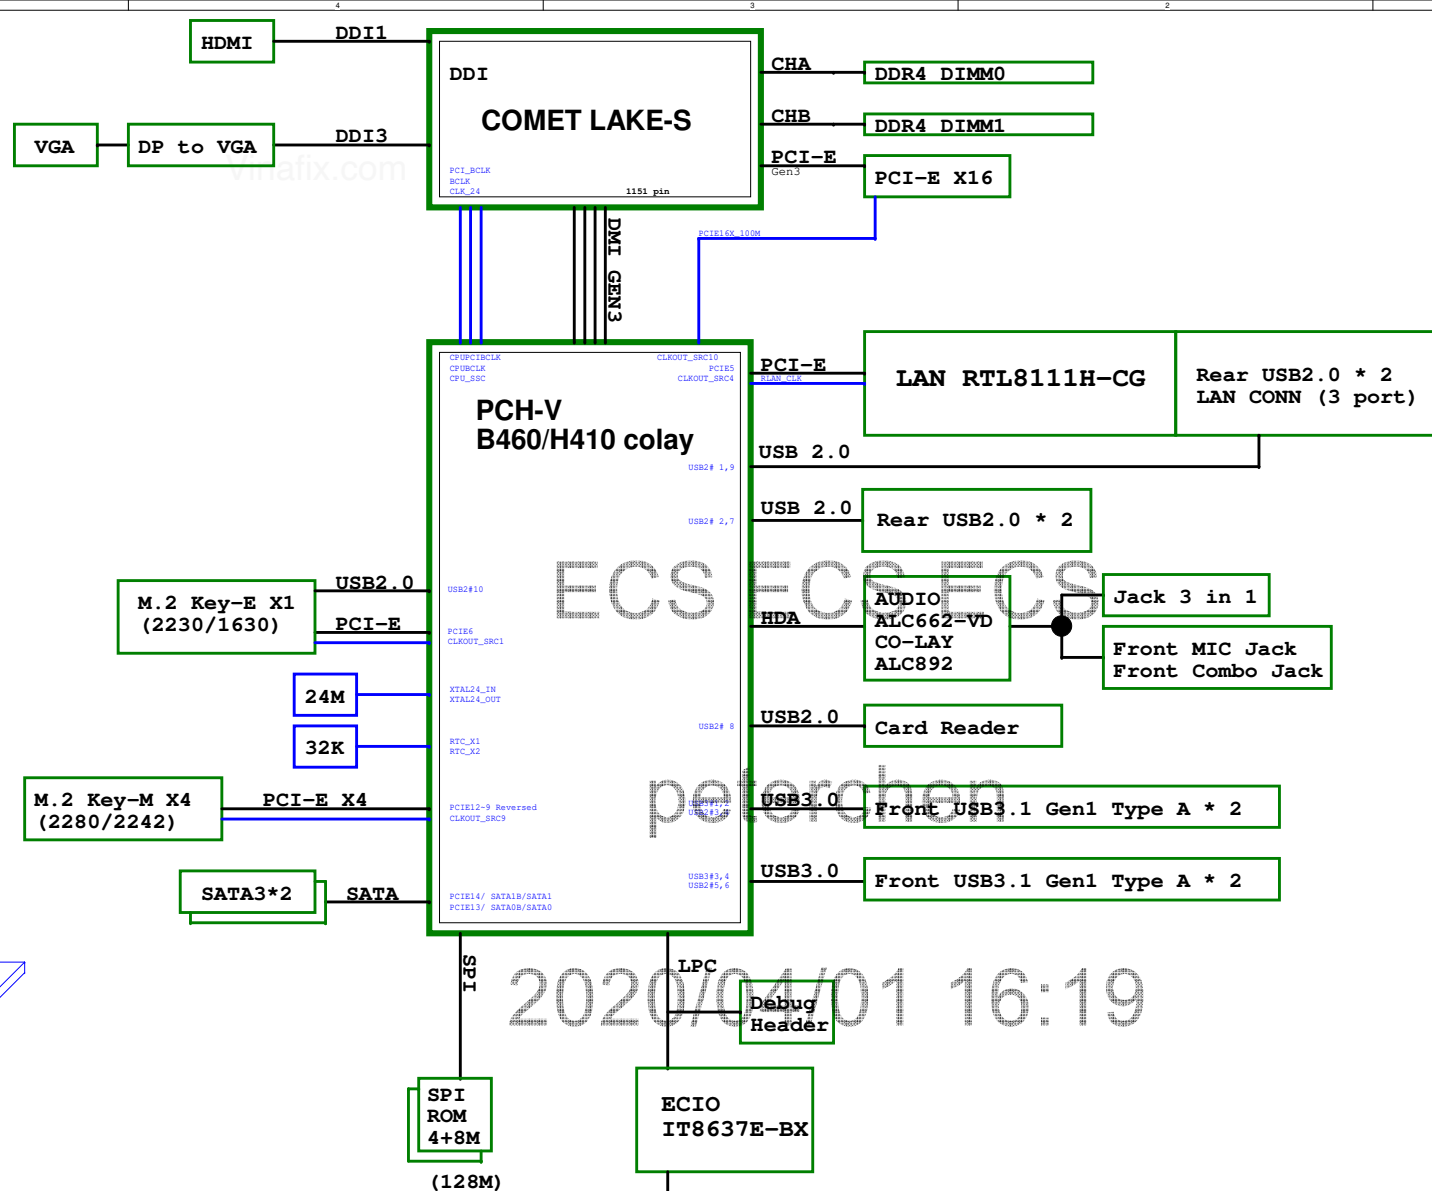 4
3
2
HDMI
DDI1
DDI
COMET LAKE-S
CHA
DDR4 DIMM0
CHB
DDR4 DIMM1
VGA
DP to VGA
DDI3
Vinafix.com
PCI-E
Gen3
PCI-E X16
PCI_BCLK
BCLK
CLK_24
1151 pin
DMI GEN3
PCIE16X_100M
CPUPCIBCLK
CPUBCLK
CPU_SSC
CLKOUT_SRC10
PCIE5
CLKOUT_SRC4
PCI-E
RLAN_CLK
LAN RTL8111H-CG
Rear USB2.0 * 2
LAN CONN (3 port)
PCH-V
B460/H410 colay
USB2# 1,9
USB 2.0
USB2# 2,7
USB 2.0
Rear USB2.0 * 2
ECS ECS ECS
M.2 Key-E X1
(2230/1630)
USB2.0
USB2#10
PCI-E
PCIE6
CLKOUT_SRC1
HDA
AUDIO
ALC662-VD
CO-LAY
ALC892
Jack 3 in 1
Front MIC Jack
Front Combo Jack
24M
XTAL24_IN
XTAL24_OUT
32K
RTC_X1
RTC_X2
USB2# 8
USB2.0
Card Reader
M.2 Key-M X4
(2280/2242)
PCI-E X4
PCIE12-9 Reversed
CLKOUT_SRC9
peterchen
USB3.0
Front USB3.1 Gen1 Type A * 2
USB3#3,4
USB2#5,6
USB3.0
Front USB3.1 Gen1 Type A * 2
SATA3*2
SATA
PCIE14/ SATA1B/SATA1
PCIE13/ SATA0B/SATA0
SPI
LPC
2020/04/01 16:19
Debug
Header
SPI
ROM
4+8M
(128M)
ECIO
IT8637E-BX